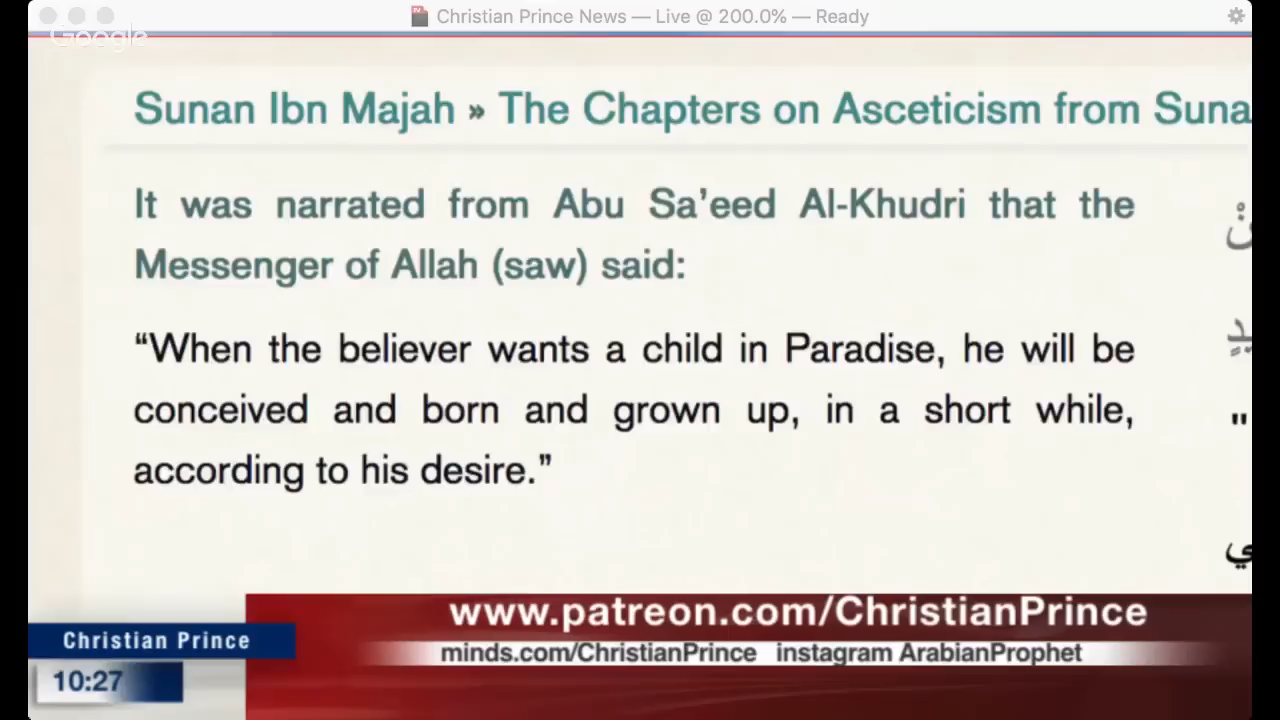 Christian Prince News — Live @ 200.0% — Ready
Google
Sunan Ibn Majah » The Chapters on Asceticism from Suna
It was narrated from Abu Sa’eed Al-Khudri that the
Messenger of Allah (saw) said:
“When the believer wants a child in Paradise, he will be
conceived and born and grown up, in a short while,
according to his desire.”
www.patreon.com/ChristianPrince
minds.com/ChristianPrince instagram ArabianProphet
Christian Prince
10:27